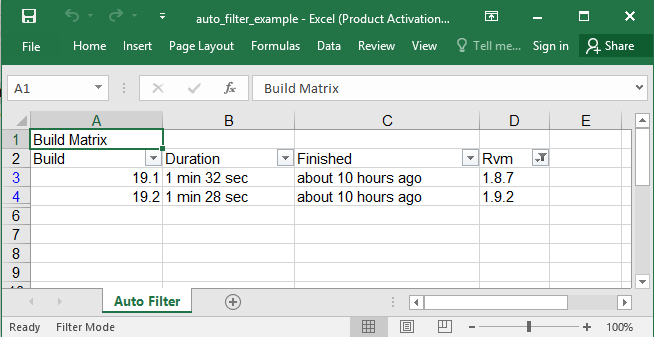 auto_filter_example - Excel (Product Activation...
File Home Insert Page Layout Formulas Data Review View Tell me... Sign in Share
A1 fx Build Matrix
A B C D E
1 Build Matrix
2 Build Duration Finished Rvm
3 19.1 1 min 32 sec about 10 hours ago 1.8.7
4 19.2 1 min 28 sec about 10 hours ago 1.9.2
6
7
8
9
Auto Filter
Ready Filter Mode 100%